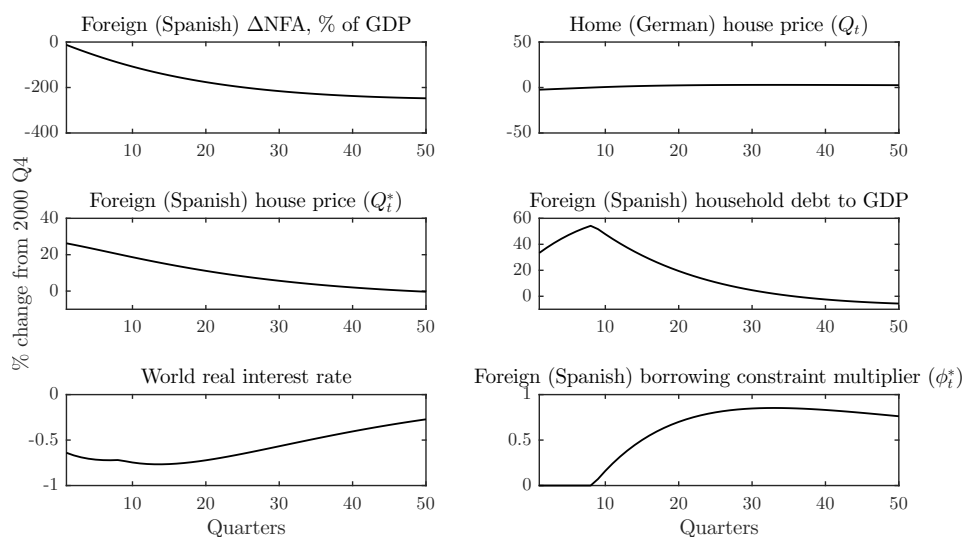 Foreign (Spanish) ΔNFA, % of GDP
0
-200
-400
10 20 30 40 50
Home (German) house price (Q_t)
50
0
-50
10 20 30 40 50
% change from 2000 Q4
Foreign (Spanish) house price (Q_t^*)
40
20
0
10 20 30 40 50
Foreign (Spanish) household debt to GDP
60
40
20
0
10 20 30 40 50
World real interest rate
0
-0.5
-1
10 20 30 40 50
Quarters
Foreign (Spanish) borrowing constraint multiplier (ϕ_t^*)
1
0.5
0
10 20 30 40 50
Quarters